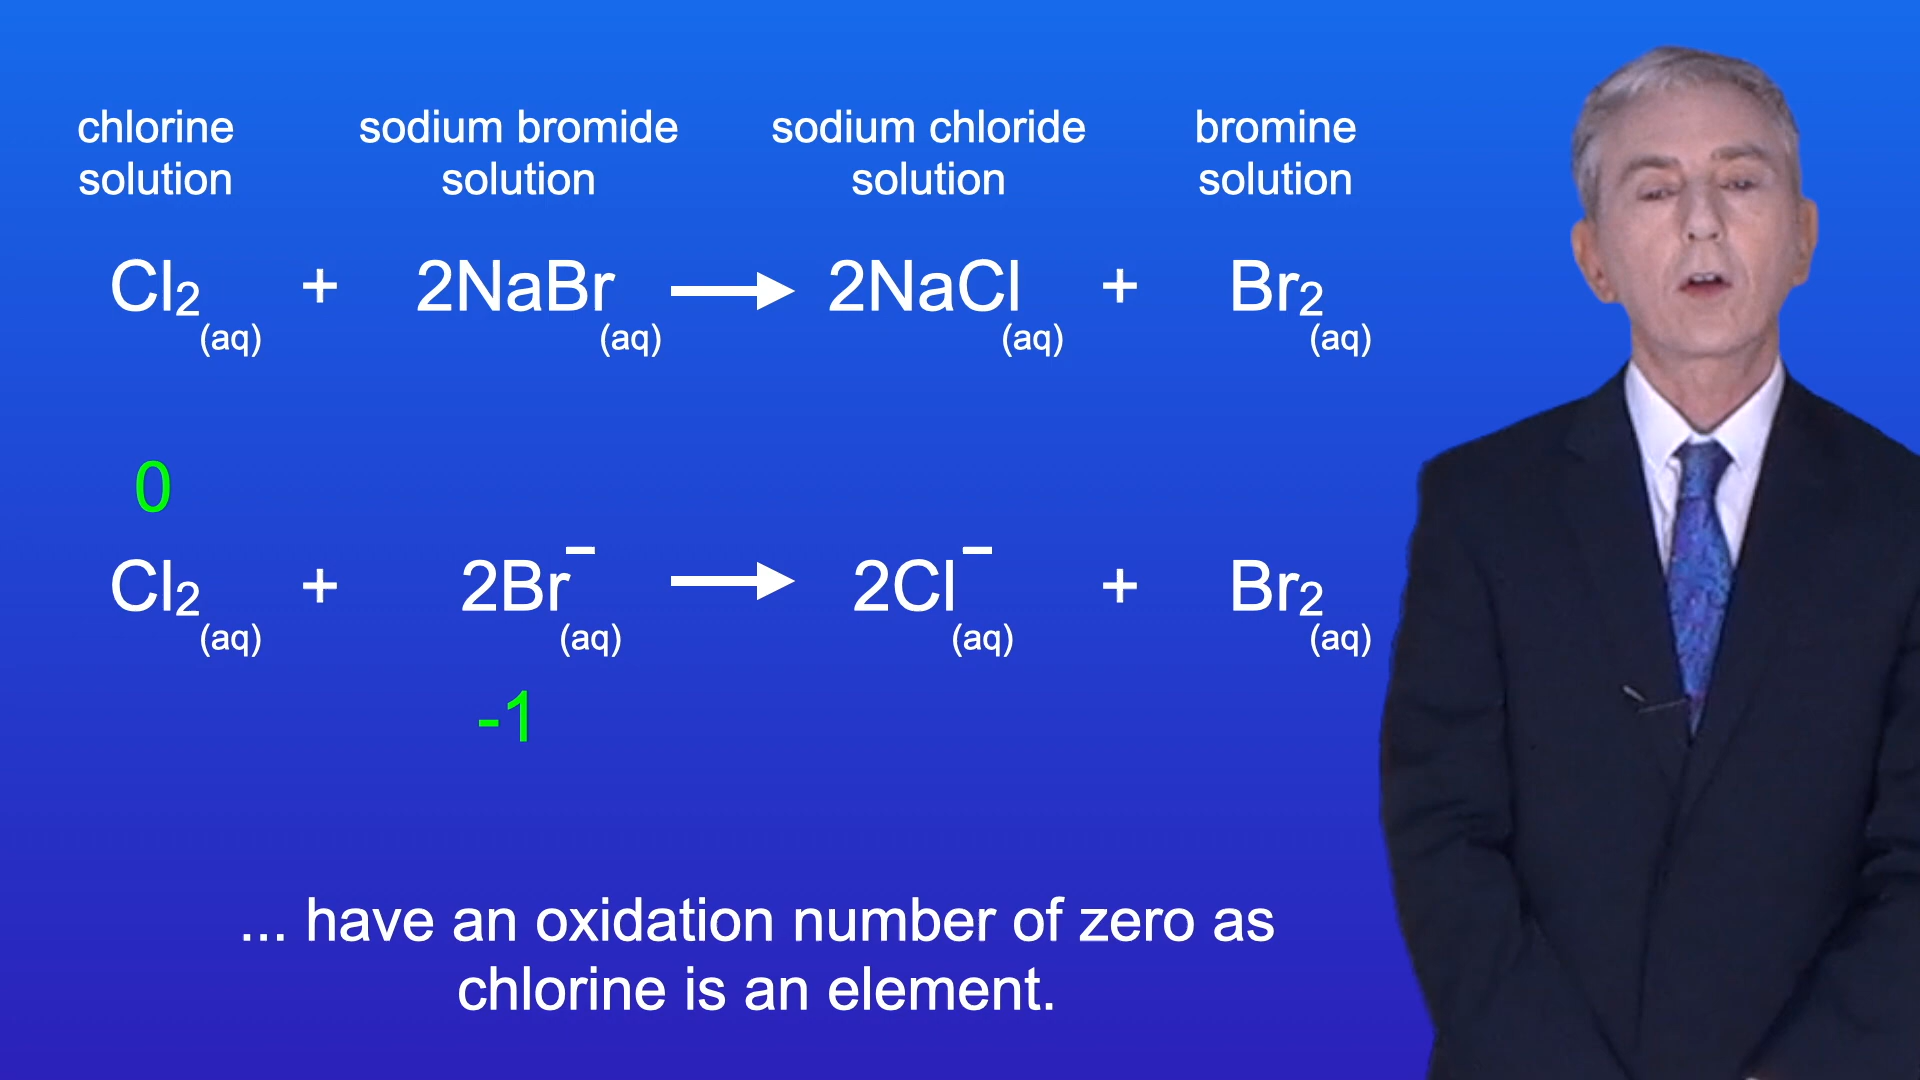 chlorine solution sodium bromide solution sodium chloride solution bromine solution
Cl₂(aq) + 2NaBr(aq) → 2NaCl(aq) + Br₂(aq)
0
Cl₂(aq) + 2Br⁻(aq) → 2Cl⁻(aq) + Br₂(aq)
-1
... have an oxidation number of zero as
chlorine is an element.